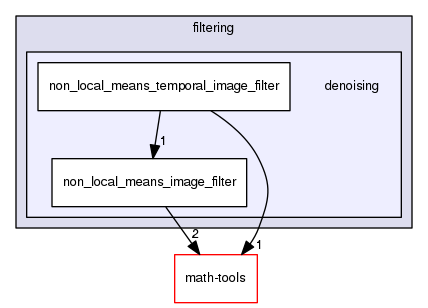 filtering
non_local_means_temporal_image_filter
denoising
1
non_local_means_image_filter
2
1
math-tools